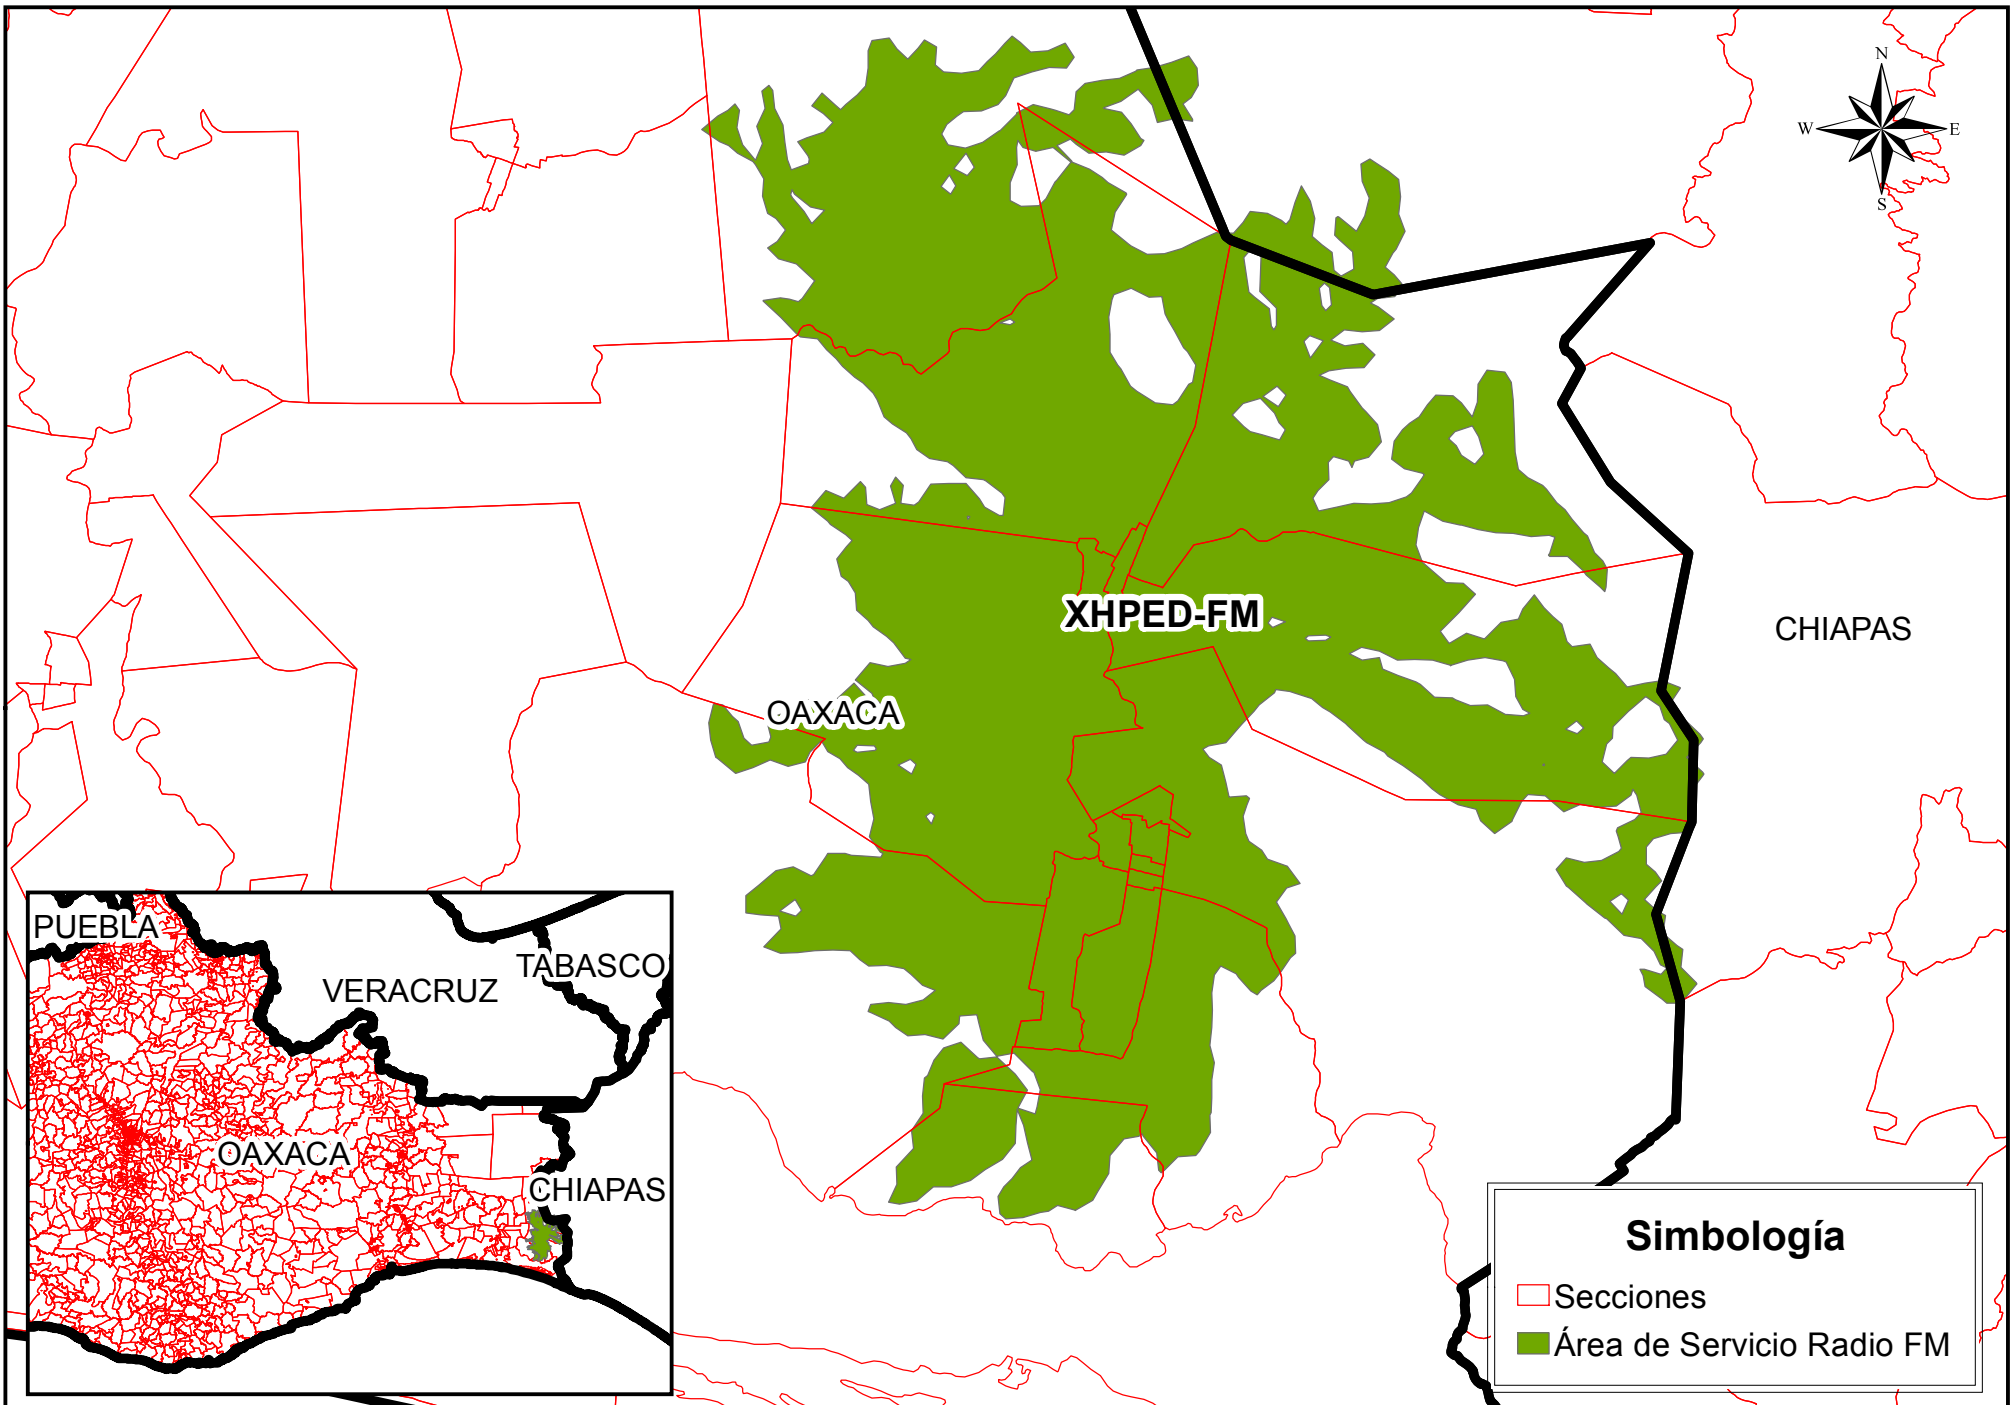 N
W
E
S
XHPED-FM
CHIAPAS
OAXACA
PUEBLA
TABASCO
VERACRUZ
OAXACA
CHIAPAS
Simbología
Secciones
Área de Servicio Radio FM